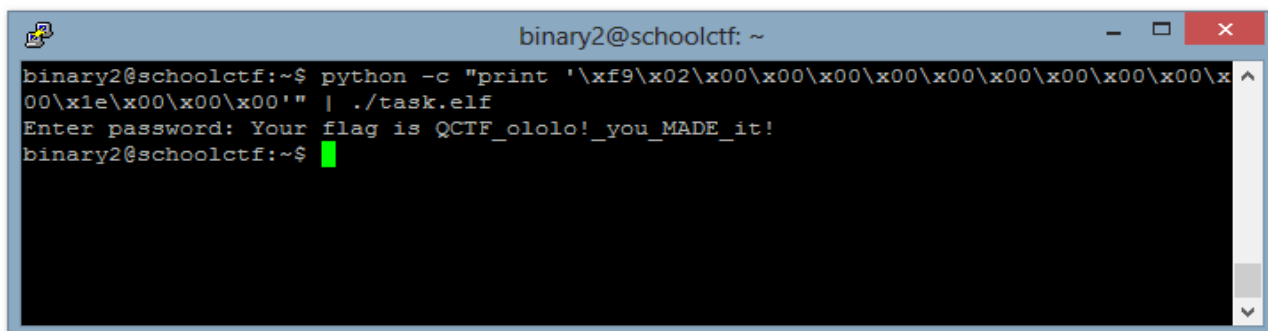 binary2@schoolctf: ~
binary2@schoolctf:~$ python -c "print '\xf9\x02\x00\x00\x00\x00\x00\x00\x00\x00\x00\x
00\x1e\x00\x00\x00'" | ./task.elf
Enter password: Your flag is QCTF_ololo!_you_MADE_it!
binary2@schoolctf:~$